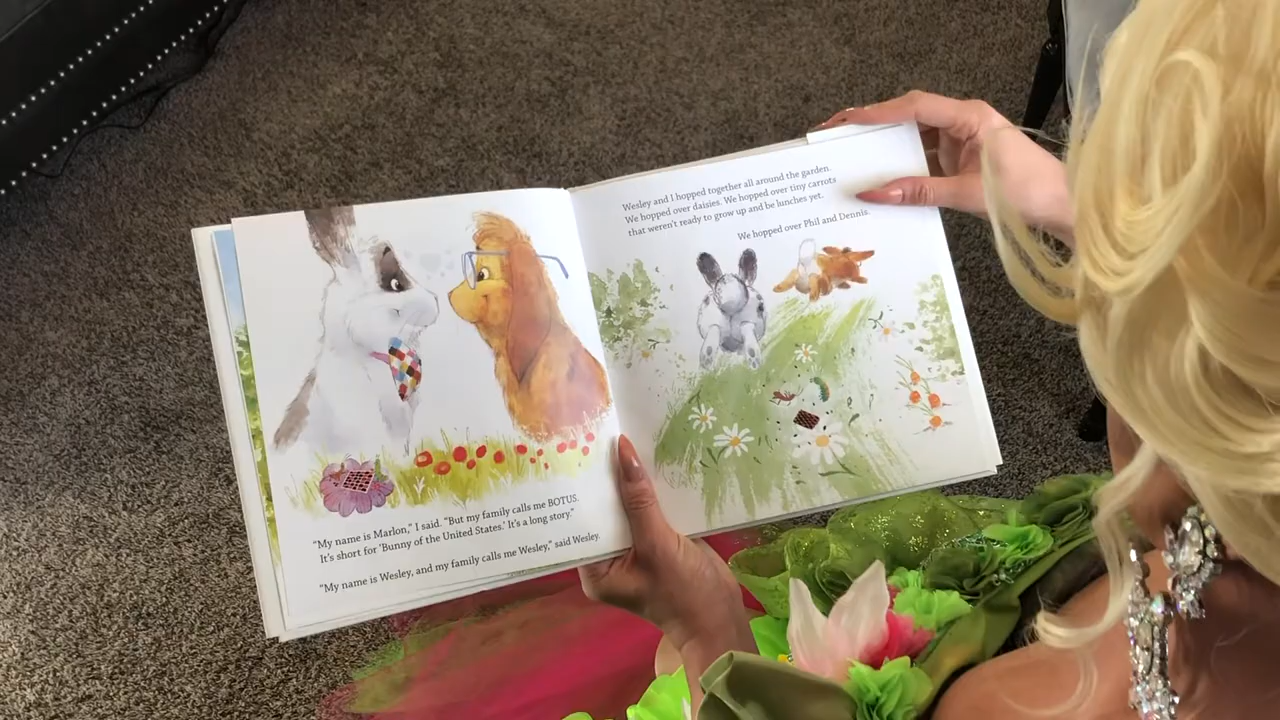 "My name is Marlon," I said. "But my family calls me BOTUS.
It's short for 'Bunny of the United States.' It's a long story."
"My name is Wesley, and my family calls me Wesley," said Wesley.
Wesley and I hopped together all around the garden.
We hopped over daisies. We hopped over tiny carrots
that weren't ready to grow up and be lunches yet.
We hopped over Phil and Dennis.